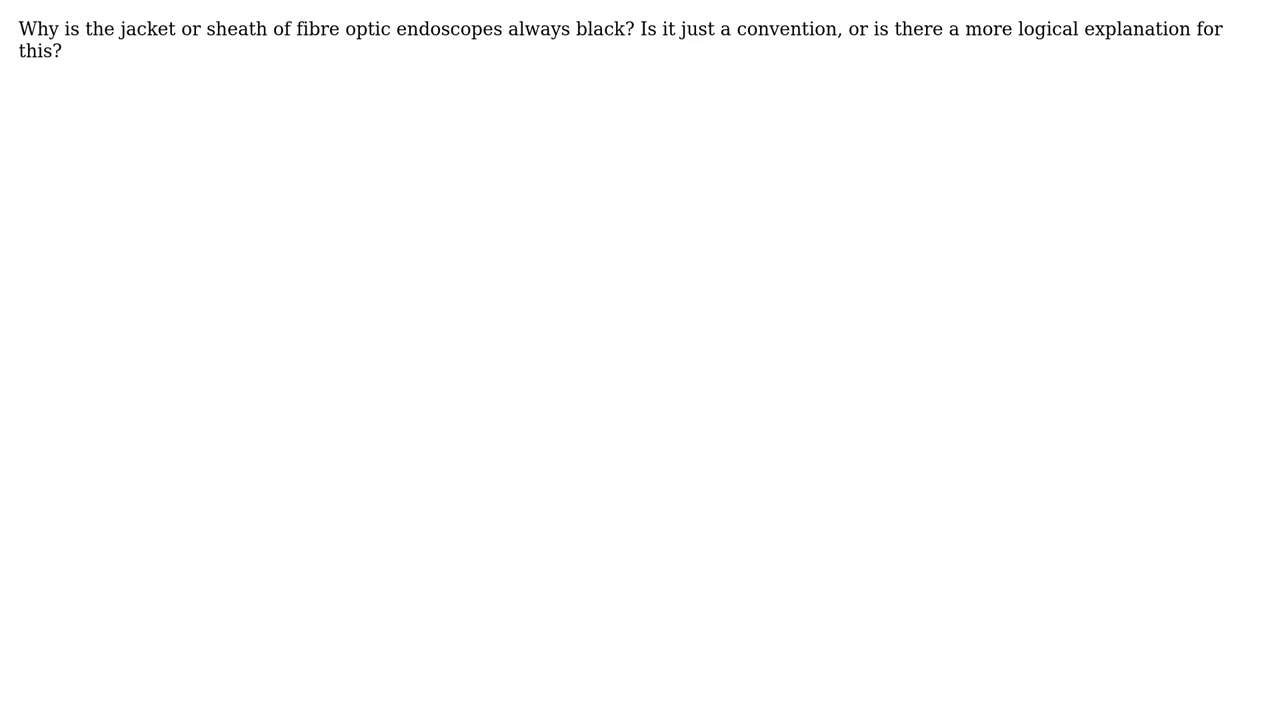 Why is the jacket or sheath of fibre optic endoscopes always black? Is it just a convention, or is there a more logical explanation for
this?